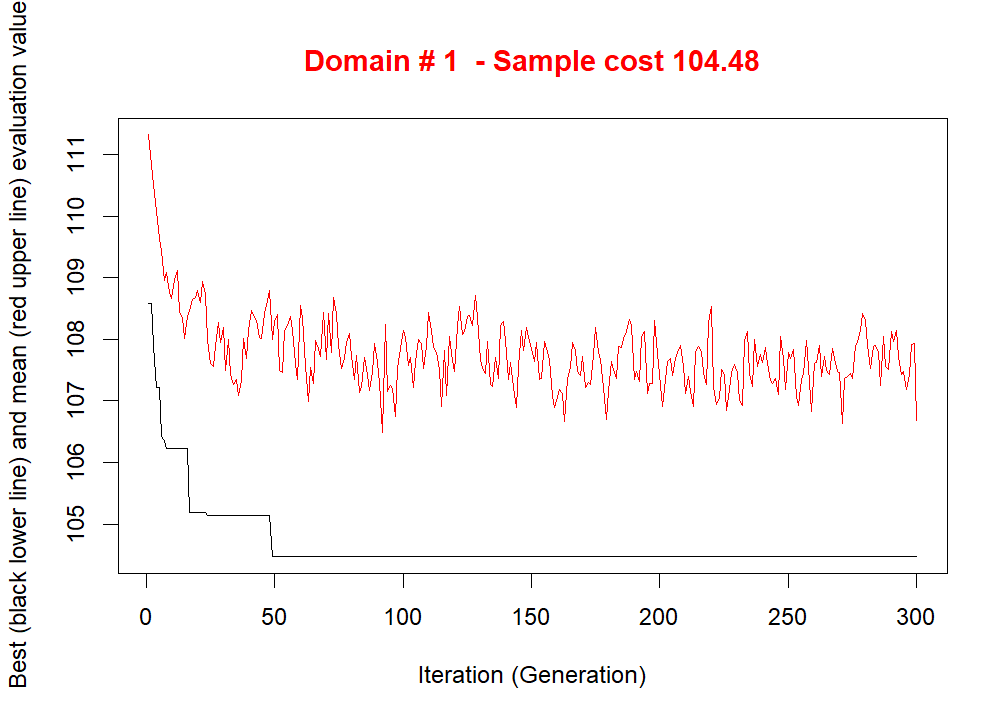 Domain # 1  - Sample cost 104.48
Best (black lower line) and mean (red upper line) evaluation value
111
110
109
108
107
106
105
0 50 100 150 200 250 300
Iteration (Generation)